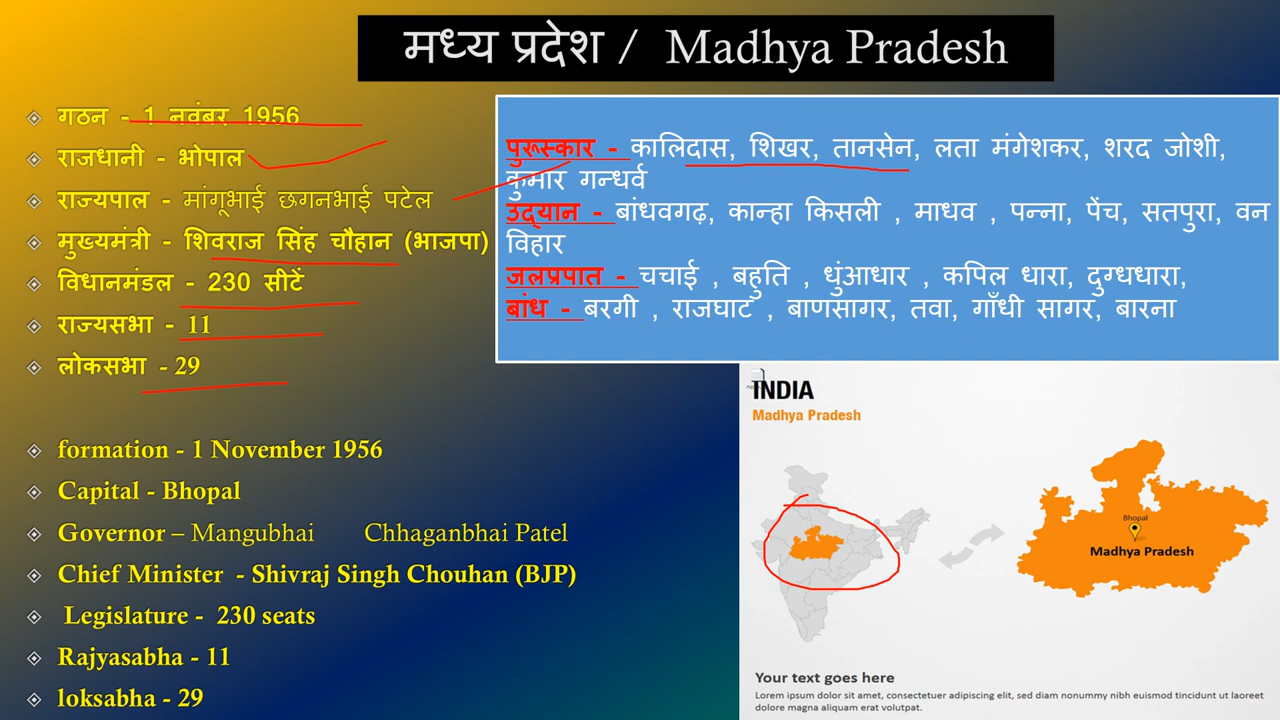 मध्य प्रदेश / Madhya Pradesh
गठन - 1 नवंबर 1956
राजधानी - भोपाल
राज्यपाल - मांगूभाई छगनभाई पटेल
मुख्यमंत्री - शिवराज सिंह चौहान (भाजपा)
विधानमंडल - 230 सीटें
राज्यसभा - 11
लोकसभा - 29
formation - 1 November 1956
Capital - Bhopal
Governor – Mangubhai Chhaganbhai Patel
Chief Minister - Shivraj Singh Chouhan (BJP)
Legislature - 230 seats
Rajyasabha - 11
loksabha - 29
पुरूस्कार - कालिदास, शिखर, तानसेन, लता मंगेशकर, शरद जोशी,
कुमार गन्धर्व
उद्यान - बांधवगढ़, कान्हा किसली , माधव , पन्ना, पेंच, सतपुरा, वन
विहार
जलप्रपात - चचाई , बहुति , धुंआधार , कपिल धारा, दुग्धधारा,
बांध - बरगी , राजघाट , बाणसागर, तवा, गाँधी सागर, बारना
INDIA
Madhya Pradesh
Bhopal
Madhya Pradesh
Your text goes here
Lorem ipsum dolor sit amet, consectetuer adipiscing elit, sed diam nonummy nibh euismod tincidunt ut laoreet
dolore magna aliquam erat volutpat.